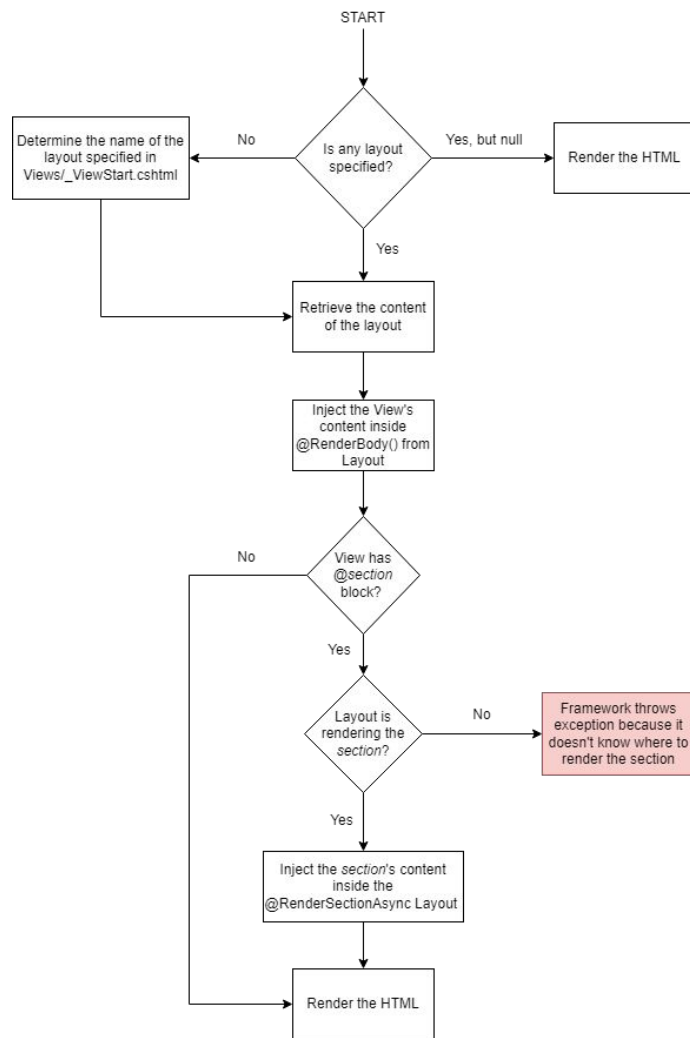 START
Is any layout
specified?
No
Yes, but null
Determine the name of the
layout specified in
Views/_ViewStart.cshtml
Render the HTML
Yes
Retrieve the content
of the layout
Inject the View's
content inside
@RenderBody() from
Layout
View has
@section
block?
No
Yes
Layout is
rendering the
section?
No
Framework throws
exception because it
doesn't know where to
render the section
Yes
Inject the section's content
inside the
@RenderSectionAsync Layout
Render the HTML